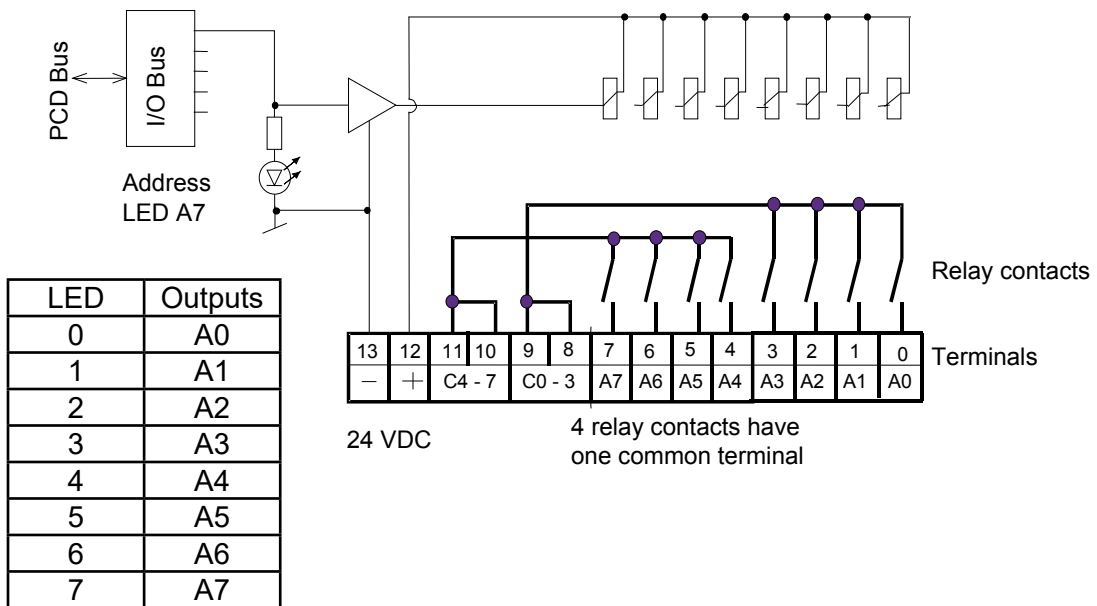 PCD Bus
I/O Bus
Address
LED A7
Relay contacts
LED Outputs
0 A0
1 A1
2 A2
3 A3
4 A4
5 A5
6 A6
7 A7
13 12 11 10 9 8 7 6 5 4 3 2 1 0
Terminals
– + C4 - 7 C0 - 3 A7 A6 A5 A4 A3 A2 A1 A0
24 VDC
4 relay contacts have
one common terminal